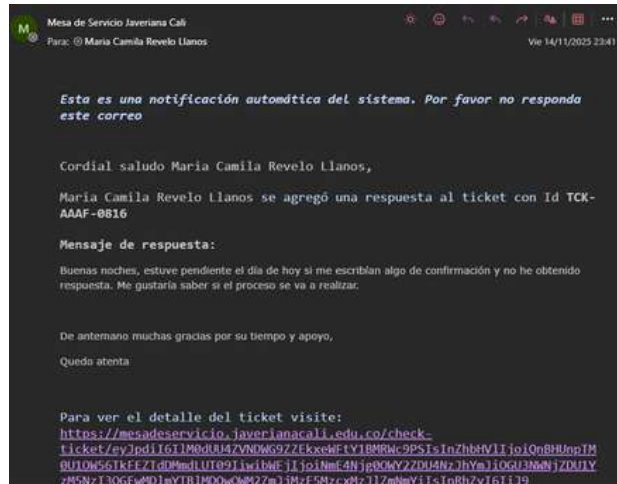 M
Mesa de Servicio Javeriana Cali
Para: Maria Camila Revelo Llanos
Vie 14/11/2025 23:41
Esta es una notificación automática del sistema. Por favor no responda
este correo
Cordial saludo Maria Camila Revelo Llanos,
Maria Camila Revelo Llanos se agregó una respuesta al ticket con Id TCK-
AAAF-0816
Mensaje de respuesta:
Buenas noches, estuve pendiente el día de hoy si me escribían algo de confirmación y no he obtenido
respuesta. Me gustaría saber si el proceso se va a realizar.
De antemano muchas gracias por su tiempo y apoyo,
Quedo atenta
Para ver el detalle del ticket visite:
https://mesadeservicio.javerianacali.edu.co/check-